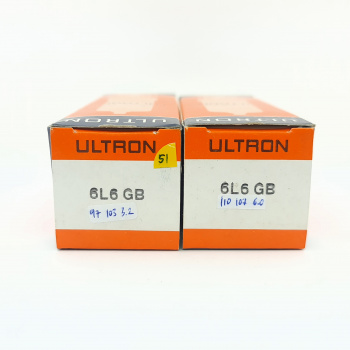 ULTRON
ULTRON
ULTRON
51
6L6 GB
97 105 3.2
ULTRON
6L6 GB
110 107 6.0